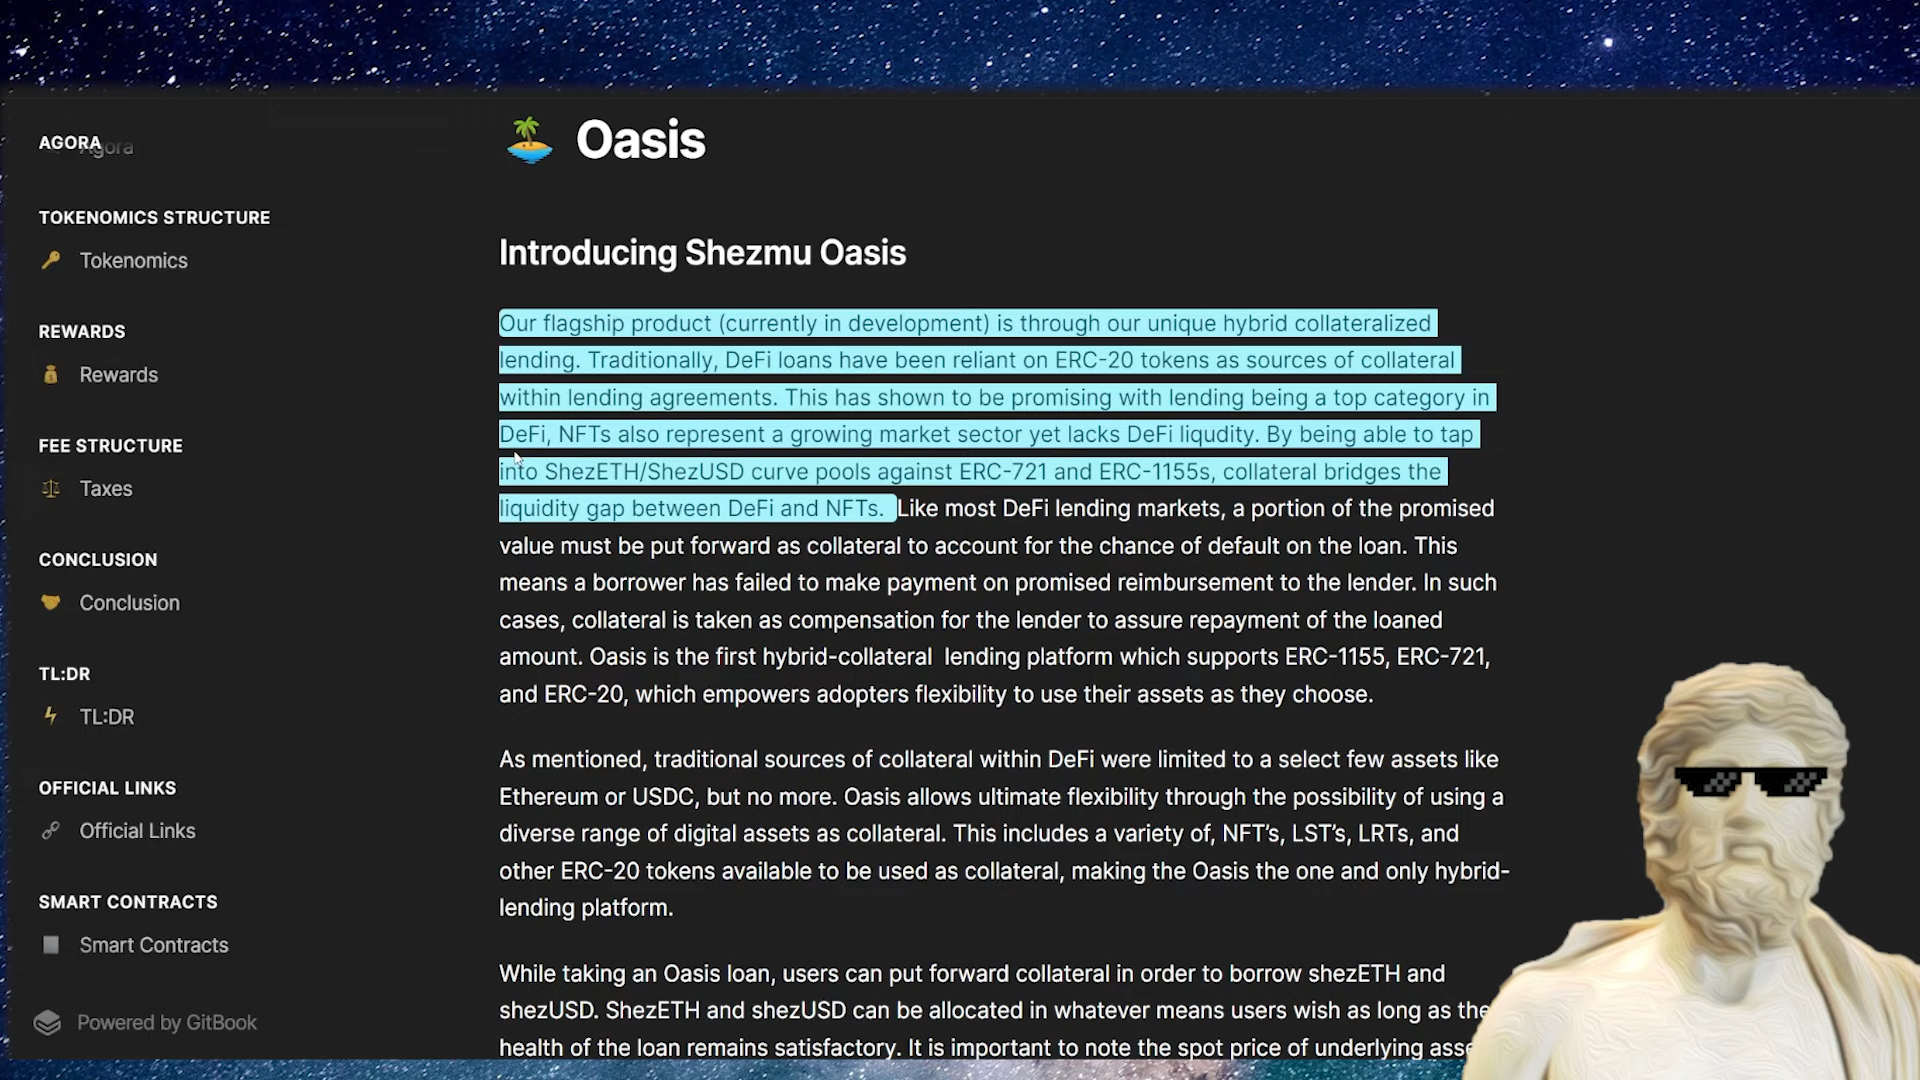 AGORA
Agora
TOKENOMICS STRUCTURE
Tokenomics
REWARDS
Rewards
FEE STRUCTURE
Taxes
CONCLUSION
Conclusion
TL:DR
TL:DR
OFFICIAL LINKS
Official Links
SMART CONTRACTS
Smart Contracts
Powered by GitBook
Oasis
Introducing Shezmu Oasis
Our flagship product (currently in development) is through our unique hybrid collateralized
lending. Traditionally, DeFi loans have been reliant on ERC-20 tokens as sources of collateral
within lending agreements. This has shown to be promising with lending being a top category in
DeFi, NFTs also represent a growing market sector yet lacks DeFi liqudity. By being able to tap
into ShezETH/ShezUSD curve pools against ERC-721 and ERC-1155s, collateral bridges the
liquidity gap between DeFi and NFTs. Like most DeFi lending markets, a portion of the promised
value must be put forward as collateral to account for the chance of default on the loan. This
means a borrower has failed to make payment on promised reimbursement to the lender. In such
cases, collateral is taken as compensation for the lender to assure repayment of the loaned
amount. Oasis is the first hybrid-collateral lending platform which supports ERC-1155, ERC-721,
and ERC-20, which empowers adopters flexibility to use their assets as they choose.
As mentioned, traditional sources of collateral within DeFi were limited to a select few assets like
Ethereum or USDC, but no more. Oasis allows ultimate flexibility through the possibility of using a
diverse range of digital assets as collateral. This includes a variety of, NFT's, LST's, LRTs, and
other ERC-20 tokens available to be used as collateral, making the Oasis the one and only hybrid-
lending platform.
While taking an Oasis loan, users can put forward collateral in order to borrow shezETH and
shezUSD. ShezETH and shezUSD can be allocated in whatever means users wish as long as the
health of the loan remains satisfactory. It is important to note the spot price of underlying